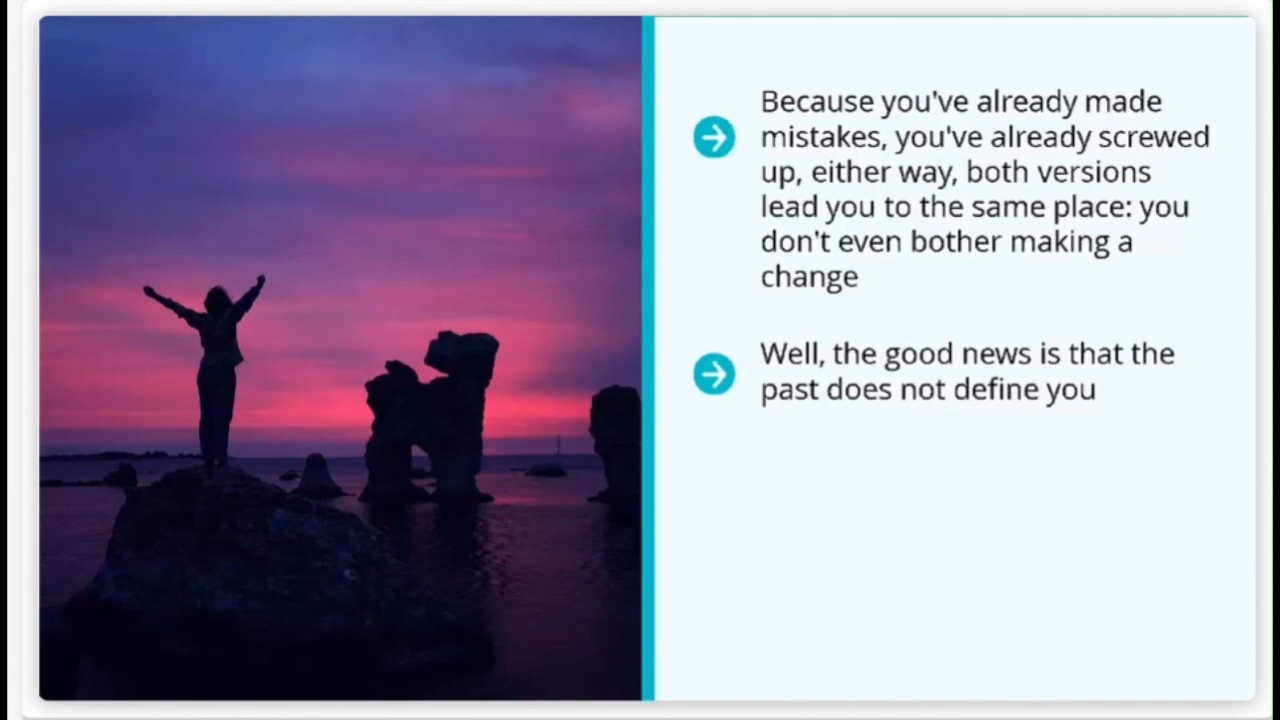 Because you've already made
mistakes, you've already screwed
up, either way, both versions
lead you to the same place: you
don't even bother making a
change
Well, the good news is that the
past does not define you